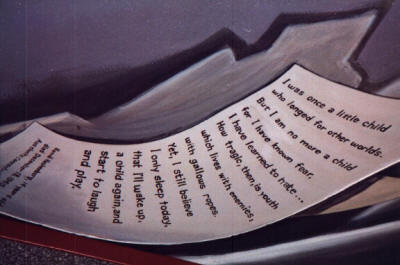 I was once a little child
who longed for other worlds.
But I am no more a child
for I have known fear,
I have learned to hate...
How tragic, then, is youth
which lives with enemies,
with gallows ropes.
Yet, I still believe
I only sleep today,
that I'll wake up,
a child again, and
start to laugh
and play.